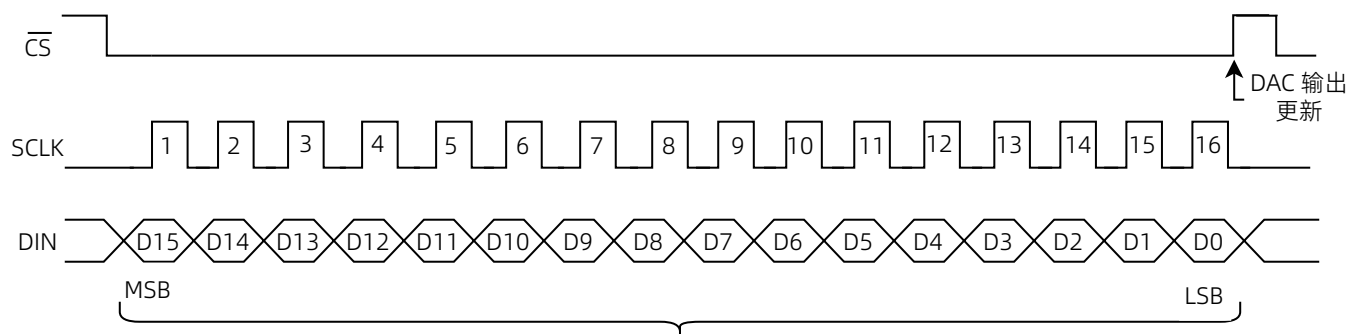 CS
DAC 输出
更新
SCLK 1 2 3 4 5 6 7 8 9 10 11 12 13 14 15 16
DIN D15 D14 D13 D12 D11 D10 D9 D8 D7 D6 D5 D4 D3 D2 D1 D0
MSB LSB